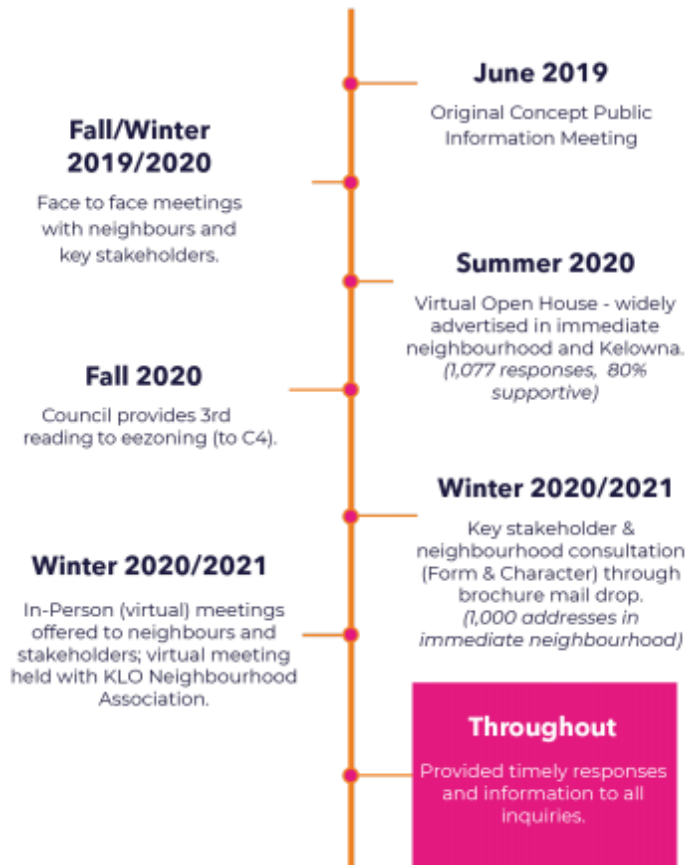 June 2019
Original Concept Public
Information Meeting
Fall/Winter
2019/2020
Face to face meetings
with neighbours and
key stakeholders.
Summer 2020
Virtual Open House - widely
advertised in immediate
neighbourhood and Kelowna.
(1,077 responses, 80%
supportive)
Fall 2020
Council provides 3rd
reading to eezoning (to C4).
Winter 2020/2021
Key stakeholder &
neighbourhood consultation
(Form & Character) through
brochure mail drop.
(1,000 addresses in
immediate neighbourhood)
Winter 2020/2021
In-Person (virtual) meetings
offered to neighbours and
stakeholders; virtual meeting
held with KLO Neighbourhood
Association.
Throughout
Provided timely responses
and information to all
inquiries.